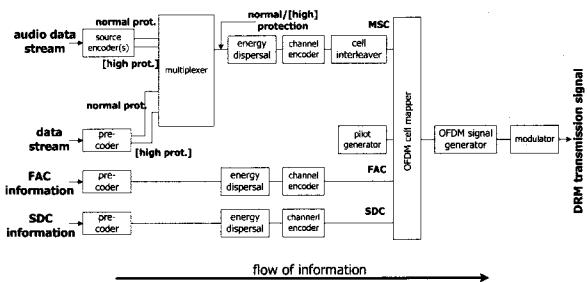 normal prot.
audio data
stream
source
encoder(s)
[high prot.]
multiplexer
normal/[high]
protection
MSC
energy
dispersal
channel
encoder
cell
interleaver
normal prot.
data
stream
pre-
coder
[high prot.]
pilot
generator
OFDM cell mapper
OFDM signal
generator
modulator
DRM transmission signal
FAC
information
pre-
coder
energy
dispersal
channel
encoder
FAC
SDC
information
pre-
coder
energy
dispersal
channerl
encoder
SDC
flow of information